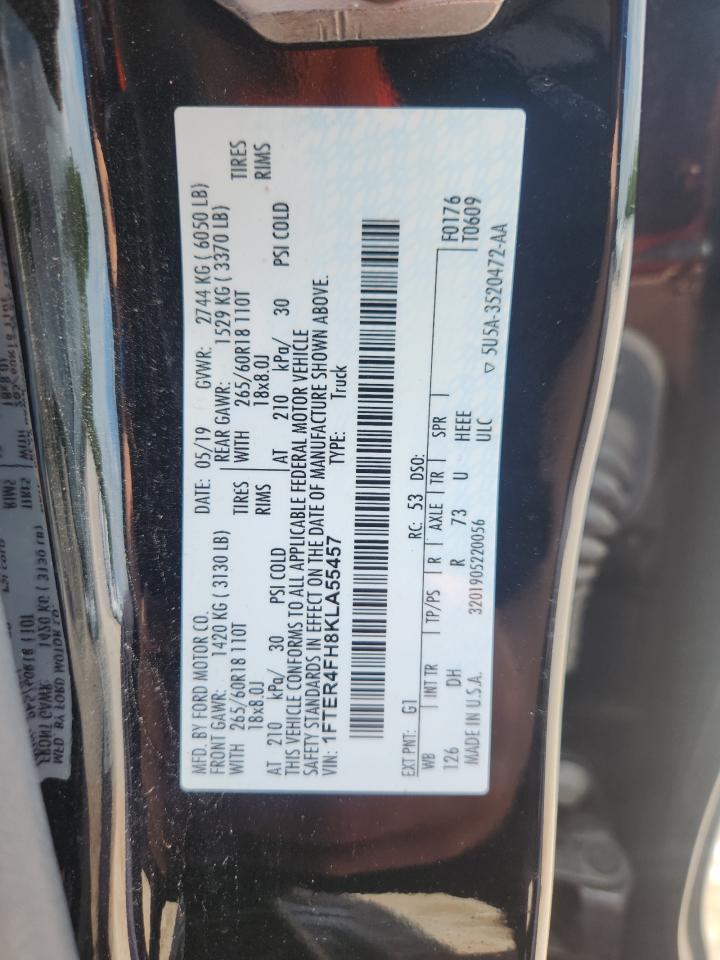 MFD. BY FORD MOTOR CO. DATE: 05/19 GVWR: 2744 KG ( 6050 LB)
FRONT GAWR: 1420 KG ( 3130 LB) REAR GAWR: 1529 KG ( 3370 LB)
WITH 265/60R18 110T TIRES WITH 265/60R18 110T TIRES
18x8.0J RIMS 18x8.0J RIMS
AT 210 kPa/ 30 PSI COLD AT 210 kPa/ 30 PSI COLD
THIS VEHICLE CONFORMS TO ALL APPLICABLE FEDERAL MOTOR VEHICLE
SAFETY STANDARDS IN EFFECT ON THE DATE OF MANUFACTURE SHOWN ABOVE.
VIN: 1FTER4FH8KLA55457 TYPE: Truck
EXT PNT: G1 RC: 53 DSO: F0176
WB INT TR TP/PS R AXLE TR SPR T0609
126 DH R 73 U HEEE
MADE IN U.S.A. 3201905220056 ULC ▽ 5U5A-3520472-AA